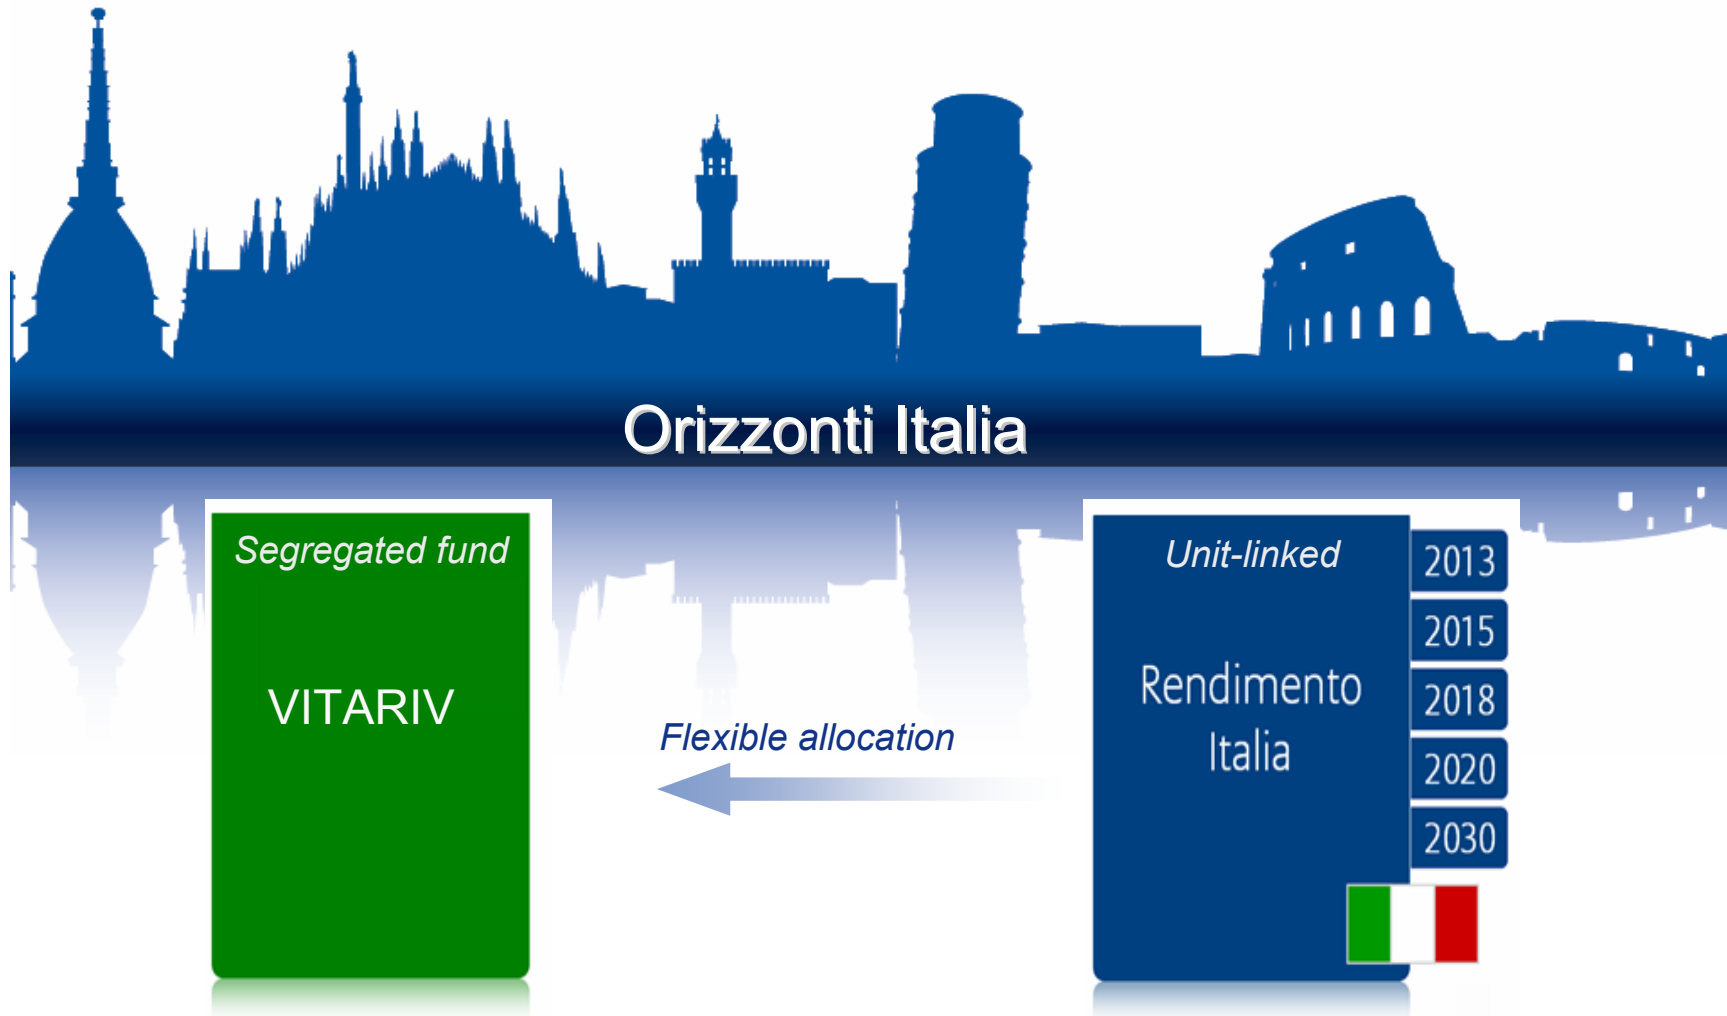 Orizzonti Italia
Segregated fund
VITARIV
Flexible allocation
Unit-linked
Rendimento
Italia
2013
2015
2018
2020
2030